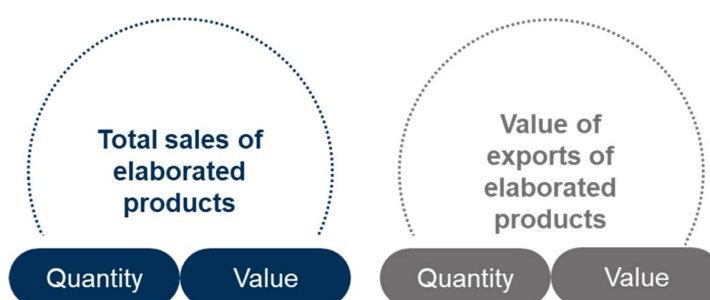 Total sales of
elaborated
products
Quantity
Value
Value of
exports of
elaborated
products
Quantity
Value